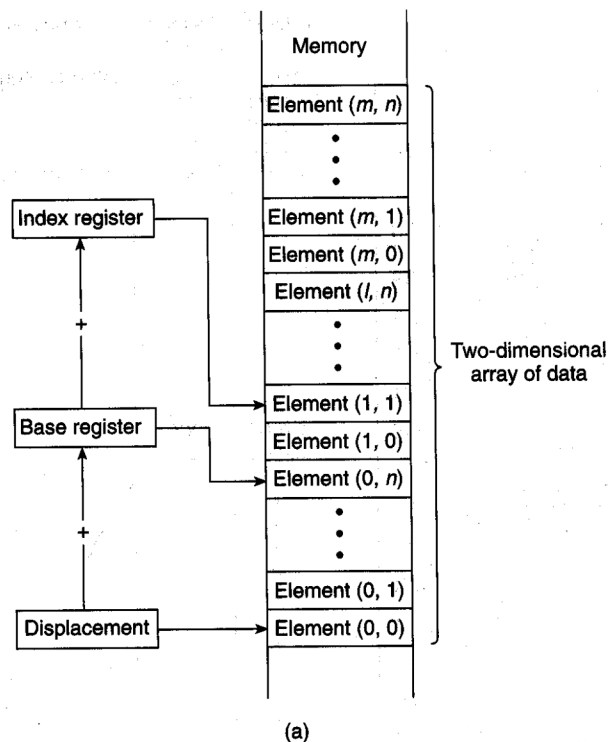 Memory
Element (m, n)
Element (m, 1)
Index register
Element (m, 0)
Element (l, n)
+
Two-dimensional
array of data
Element (1, 1)
Base register
Element (1, 0)
Element (0, n)
+
Element (0, 1)
Displacement
Element (0, 0)
(a)